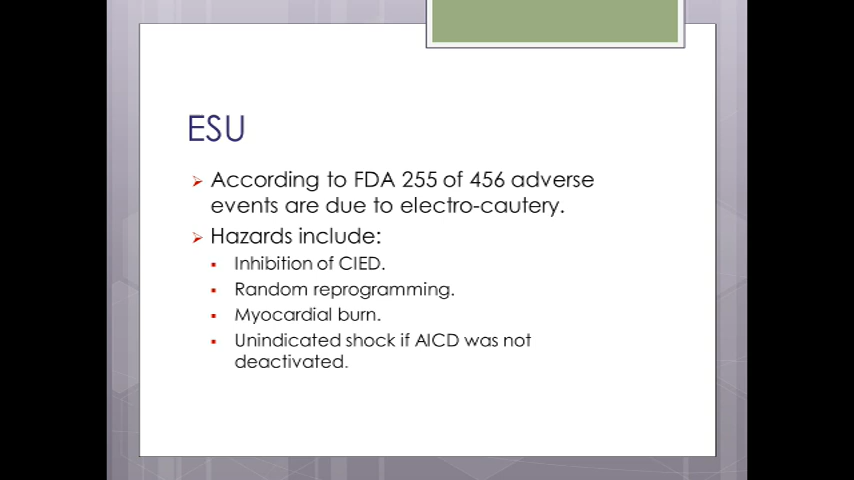 ESU
According to FDA 255 of 456 adverse
events are due to electro-cautery.
Hazards include:
Inhibition of CIED.
Random reprogramming.
Myocardial burn.
Unindicated shock if AICD was not
deactivated.